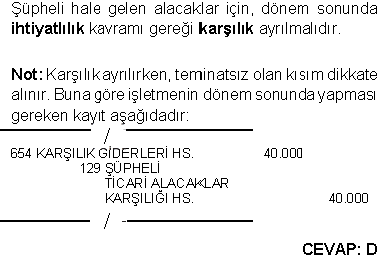 Şüpheli hale gelen alacaklar için, dönem sonunda
ihtiyatlılık kavramı gereği karşılık ayrılmalıdır.
Not: Karşılık ayrılırken, teminatsız olan kısım dikkate
alınır. Buna göre işletmenin dönem sonunda yapması
gereken kayıt aşağıdadır:
/
654 KARŞILIK GİDERLERİ HS. 40.000
129 ŞÜPHELİ
TİCARİ ALACAKLAR
KARŞILIĞI HS. 40.000
/ -
CEVAP: D